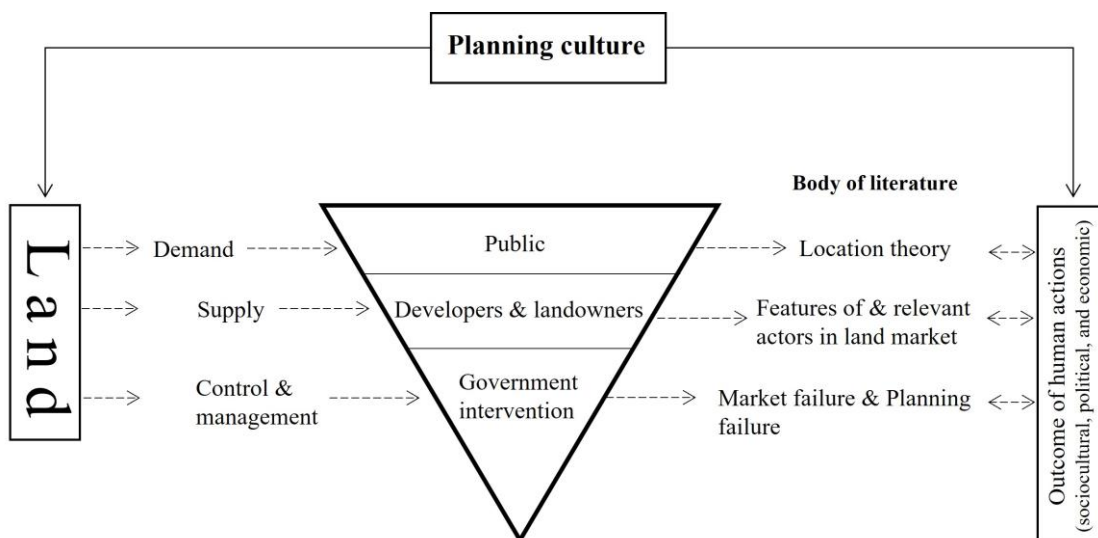 Planning culture
Body of literature
Land
Demand
Public
Location theory
Supply
Developers & landowners
Features of & relevant
actors in land market
Control &
management
Government
intervention
Market failure & Planning
failure
Outcome of human actions
(sociocultural, political, and economic)